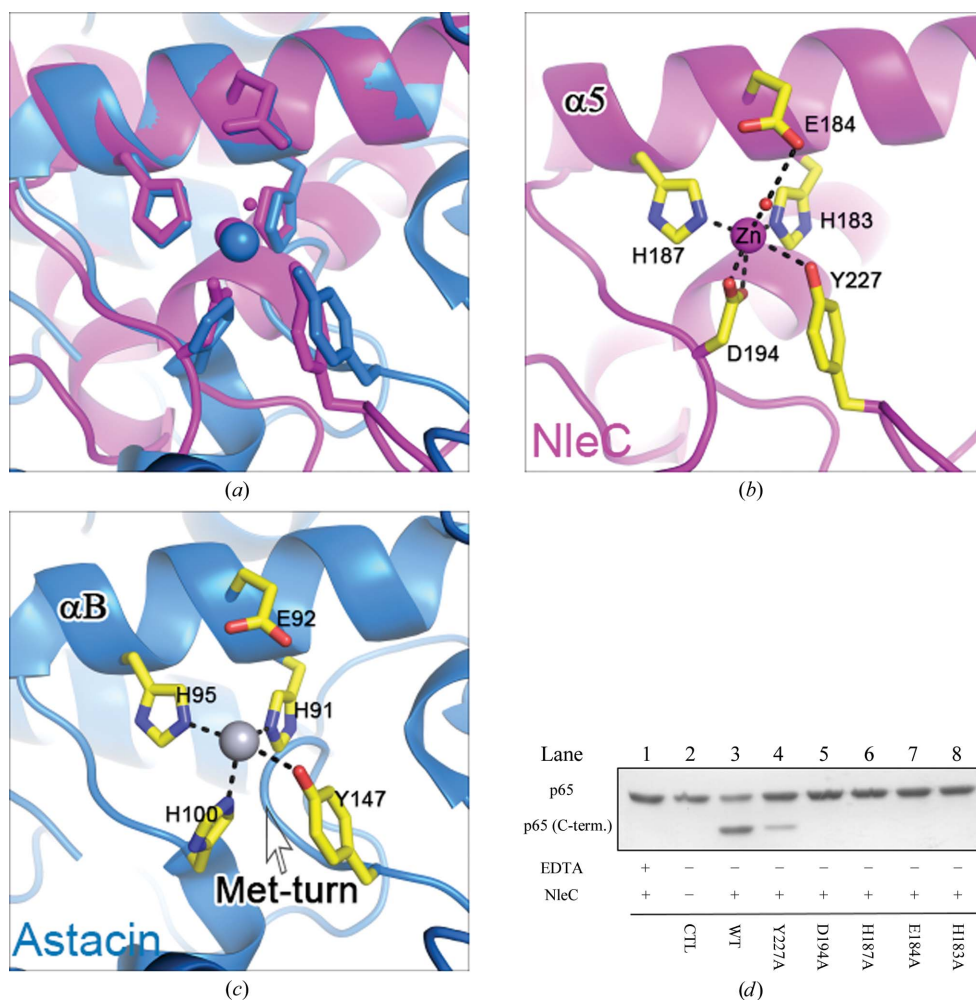 α5
E184
Zn
H183
H187
Y227
D194
NleC
(a)
(b)
αB
E92
H95
H91
H100
Y147
Met-turn
Astacin
(c)
Lane 1 2 3 4 5 6 7 8
p65
p65 (C-term.)
EDTA + − − − − − − −
NleC + − + + + + + +
CTL
WT
Y227A
D194A
H187A
E184A
H183A
(d)